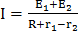 I = E₁+E₂ / R+r₁-r₂